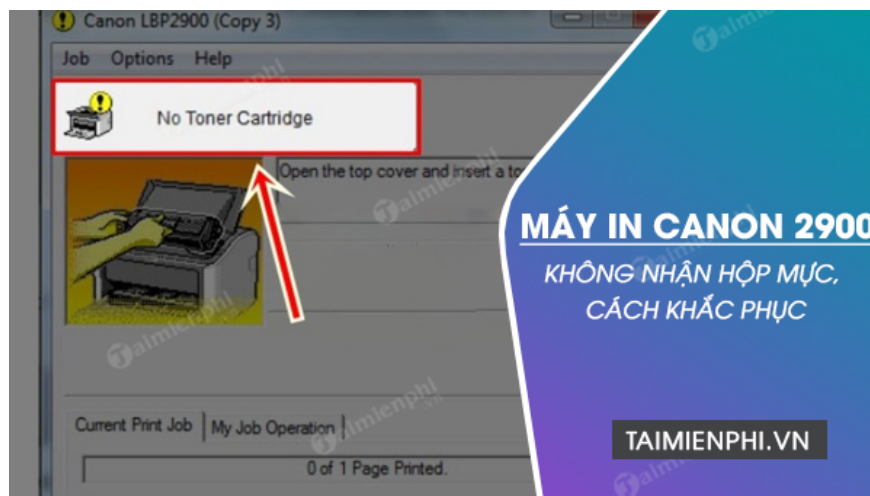 Canon LBP2900 (Copy 3)
Job Options Help
No Toner Cartridge
Open the top cover and insert a
Current Print Job
My Job Operation
0 of 1 Page Printed.
MÁY IN CANON 2900
KHÔNG NHẬN HỘP MỰC,
CÁCH KHẮC PHỤC
TAIMIENPHI.VN